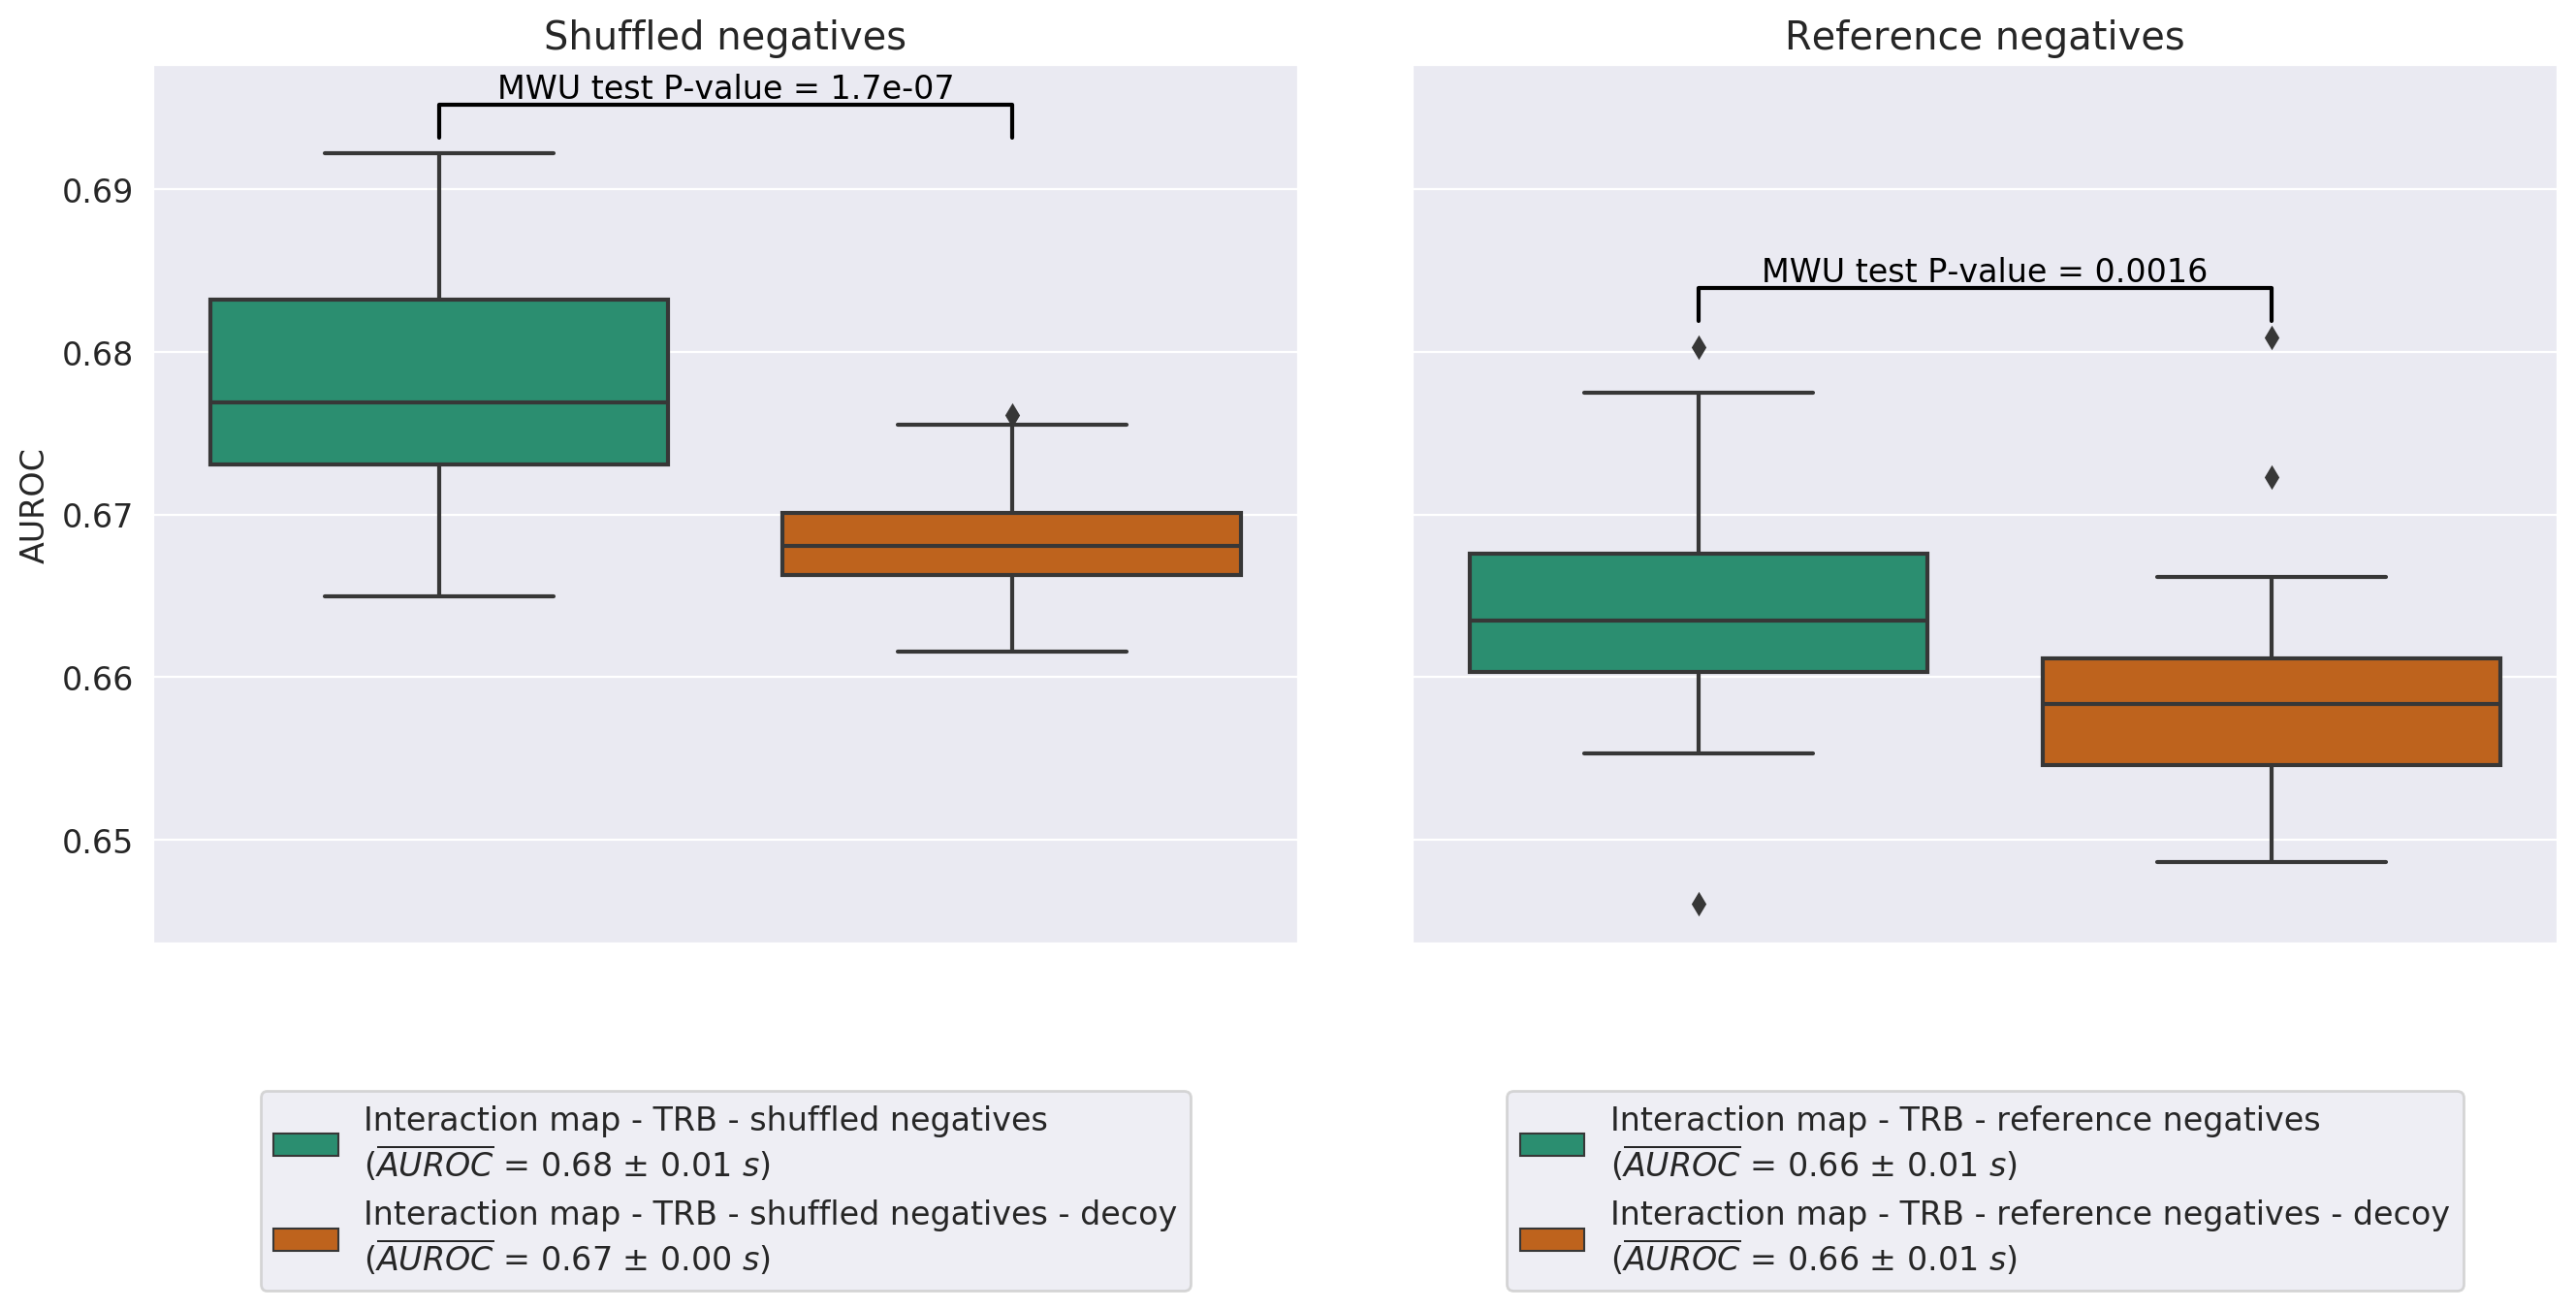 Shuffled negatives
MWU test P-value = 1.7e-07
AUROC
0.69
0.68
0.67
0.66
0.65
Interaction map - TRB - shuffled negatives
(AUROC = 0.68 ± 0.01 s)
Interaction map - TRB - shuffled negatives - decoy
(AUROC = 0.67 ± 0.00 s)
Reference negatives
MWU test P-value = 0.0016
Interaction map - TRB - reference negatives
(AUROC = 0.66 ± 0.01 s)
Interaction map - TRB - reference negatives - decoy
(AUROC = 0.66 ± 0.01 s)